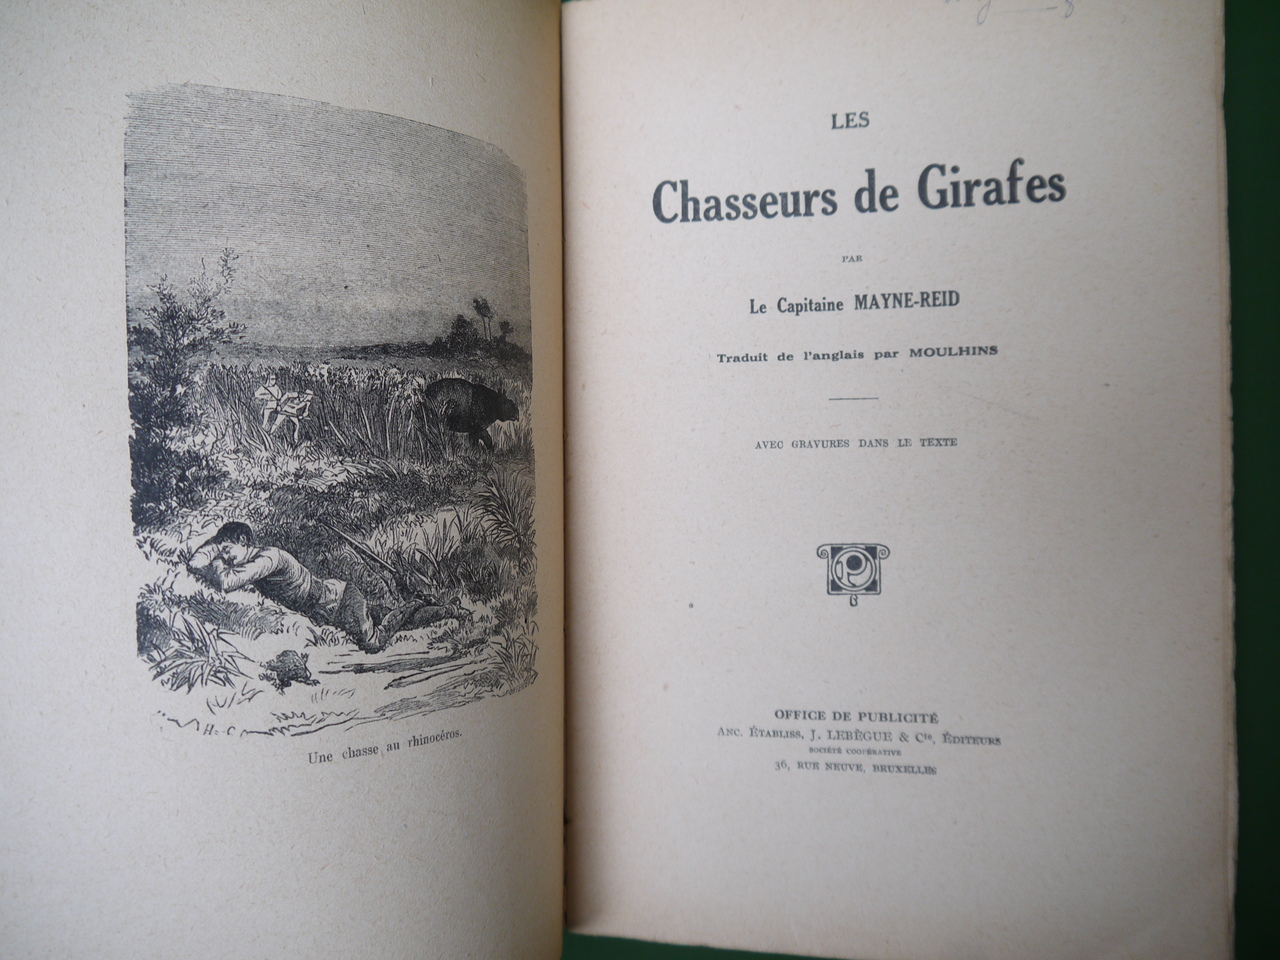 H. C
Une chasse au rhinocéros.
LES
Chasseurs de Girafes
PAR
Le Capitaine MAYNE-REID
Traduit de l'anglais par MOULHINS
AVEC GRAVURES DANS LE TEXTE
OFFICE DE PUBLICITÉ
ANC. ÉTABLISS, J. LEBÈGUE & Cie, ÉDITEURS
SOCIÉTÉ COOPÉRATIVE
36, RUE NEUVE, BRUXELLES